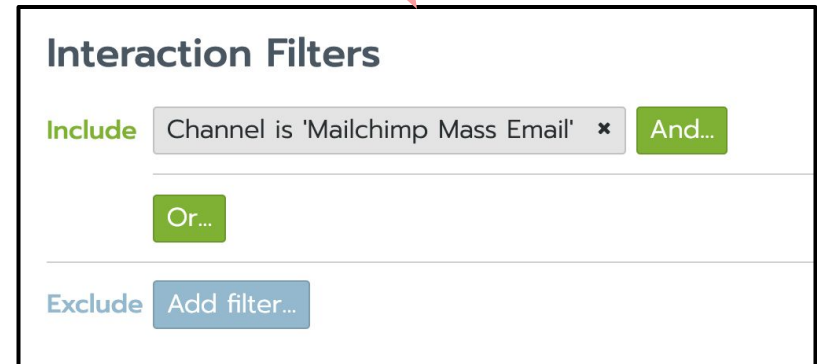 Interaction Filters
Include Channel is 'Mailchimp Mass Email' × And...
Or...
Exclude Add filter...